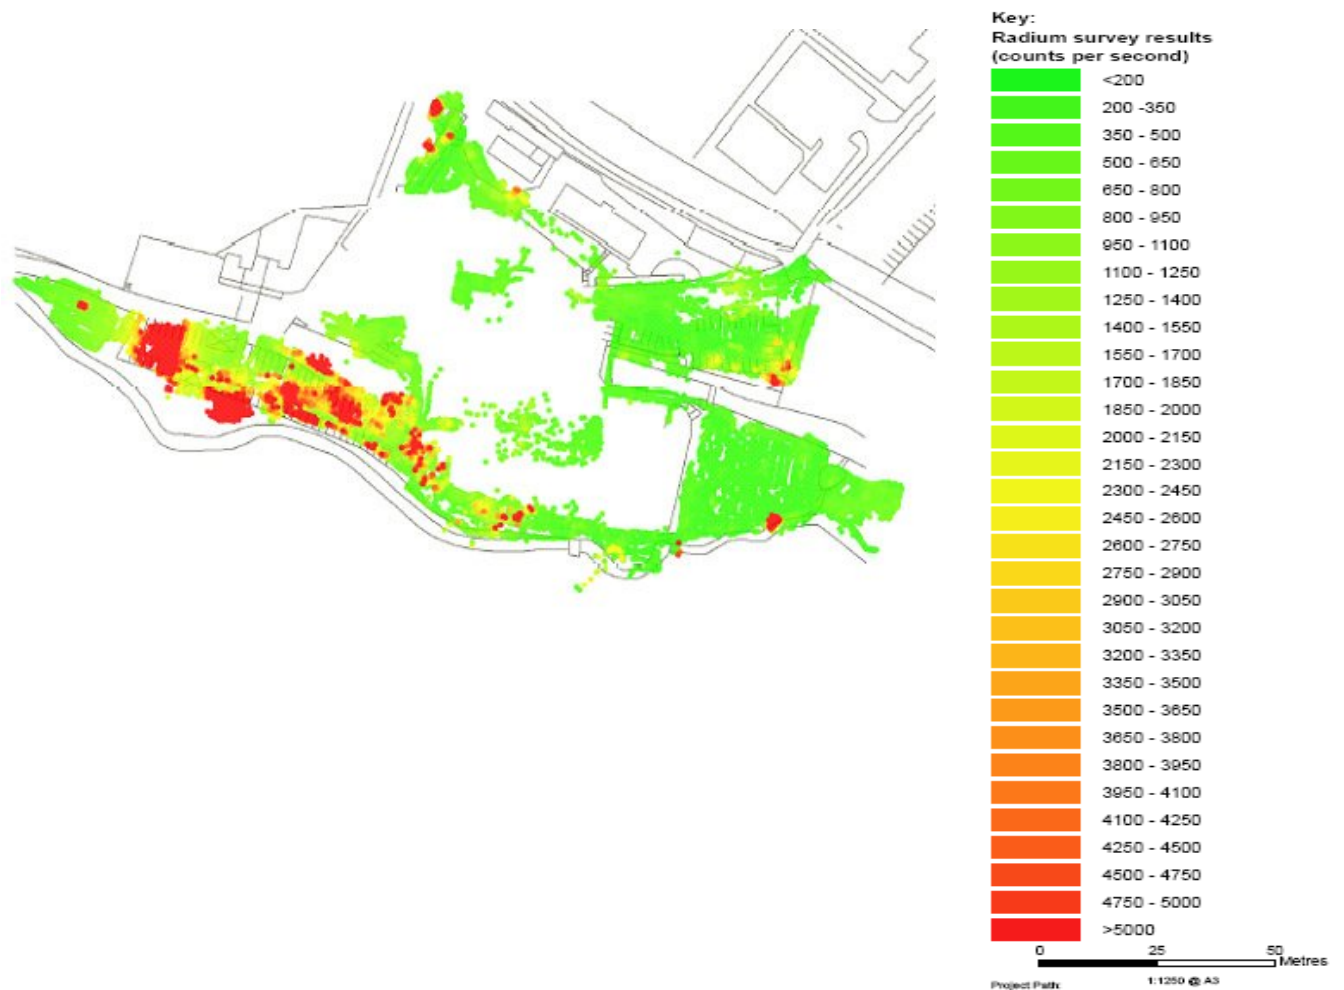 Key:
Radium survey results
(counts per second)
<200
200 -350
350 - 500
500 - 650
650 - 800
800 - 950
950 - 1100
1100 - 1250
1250 - 1400
1400 - 1550
1550 - 1700
1700 - 1850
1850 - 2000
2000 - 2150
2150 - 2300
2300 - 2450
2450 - 2600
2600 - 2750
2750 - 2900
2900 - 3050
3050 - 3200
3200 - 3350
3350 - 3500
3500 - 3650
3650 - 3800
3800 - 3950
3950 - 4100
4100 - 4250
4250 - 4500
4500 - 4750
4750 - 5000
>5000
0 25 50
Metres
Project Path: 1:1250 @ A3